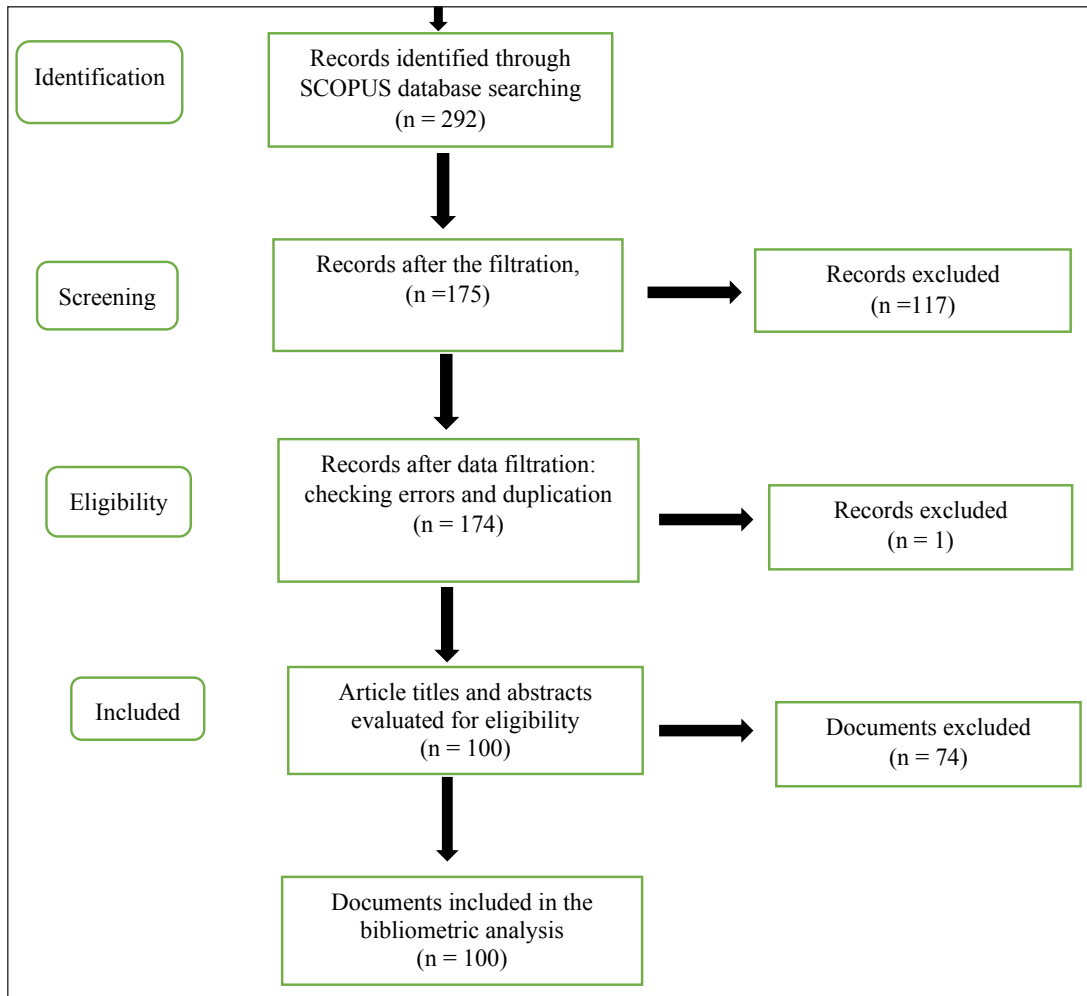 Identification
Records identified through
SCOPUS database searching
(n = 292)
Screening
Records after the filtration,
(n =175)
Records excluded
(n =117)
Eligibility
Records after data filtration:
checking errors and duplication
(n = 174)
Records excluded
(n = 1)
Included
Article titles and abstracts
evaluated for eligibility
(n = 100)
Documents excluded
(n = 74)
Documents included in the
bibliometric analysis
(n = 100)